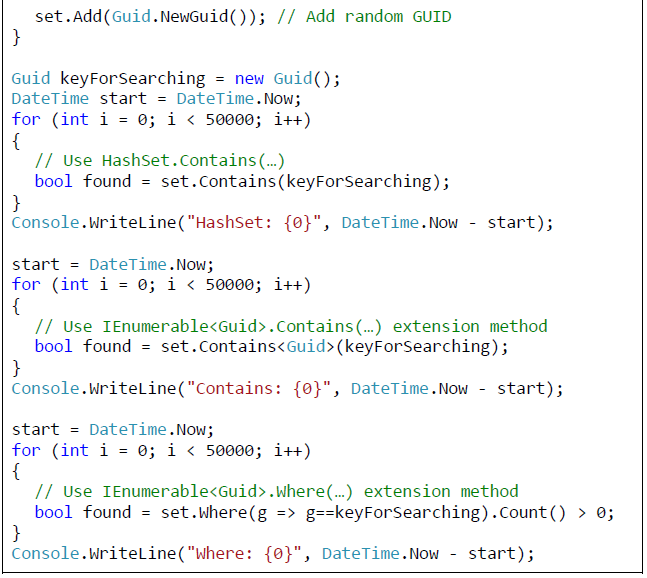 set.Add(Guid.NewGuid()); // Add random GUID
}
Guid keyForSearching = new Guid();
DateTime start = DateTime.Now;
for (int i = 0; i < 50000; i++)
{
// Use HashSet.Contains(…)
bool found = set.Contains(keyForSearching);
}
Console.WriteLine("HashSet: {0}", DateTime.Now - start);
start = DateTime.Now;
for (int i = 0; i < 50000; i++)
{
// Use IEnumerable<Guid>.Contains(…) extension method
bool found = set.Contains<Guid>(keyForSearching);
}
Console.WriteLine("Contains: {0}", DateTime.Now - start);
start = DateTime.Now;
for (int i = 0; i < 50000; i++)
{
// Use IEnumerable<Guid>.Where(…) extension method
bool found = set.Where(g => g==keyForSearching).Count() > 0;
}
Console.WriteLine("Where: {0}", DateTime.Now - start);